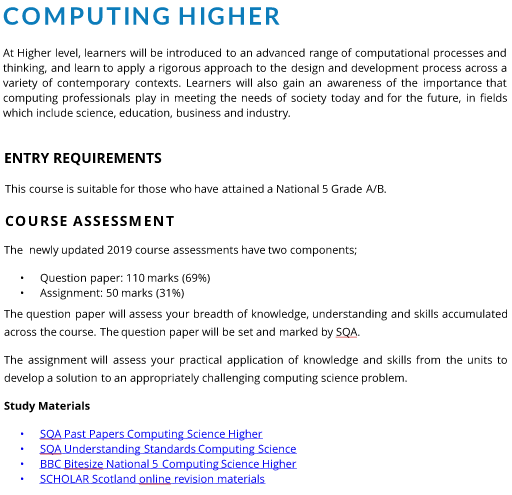 COMPUTING HIGHER
At Higher level, learners will be introduced to an advanced range of computational processes and
thinking, and learn to apply a rigorous approach to the design and development process across a
variety of contemporary contexts. Learners will also gain an awareness of the importance that
computing professionals play in meeting the needs of society today and for the future, in fields
which include science, education, business and industry.
ENTRY REQUIREMENTS
This course is suitable for those who have attained a National 5 Grade A/B.
COURSE ASSESSMENT
The newly updated 2019 course assessments have two components;
• Question paper: 110 marks (69%)
• Assignment: 50 marks (31%)
The question paper will assess your breadth of knowledge, understanding and skills accumulated
across the course. The question paper will be set and marked by SQA.
The assignment will assess your practical application of knowledge and skills from the units to
develop a solution to an appropriately challenging computing science problem.
Study Materials
• SQA Past Papers Computing Science Higher
• SQA Understanding Standards Computing Science
• BBC Bitesize National 5 Computing Science Higher
• SCHOLAR Scotland online revision materials